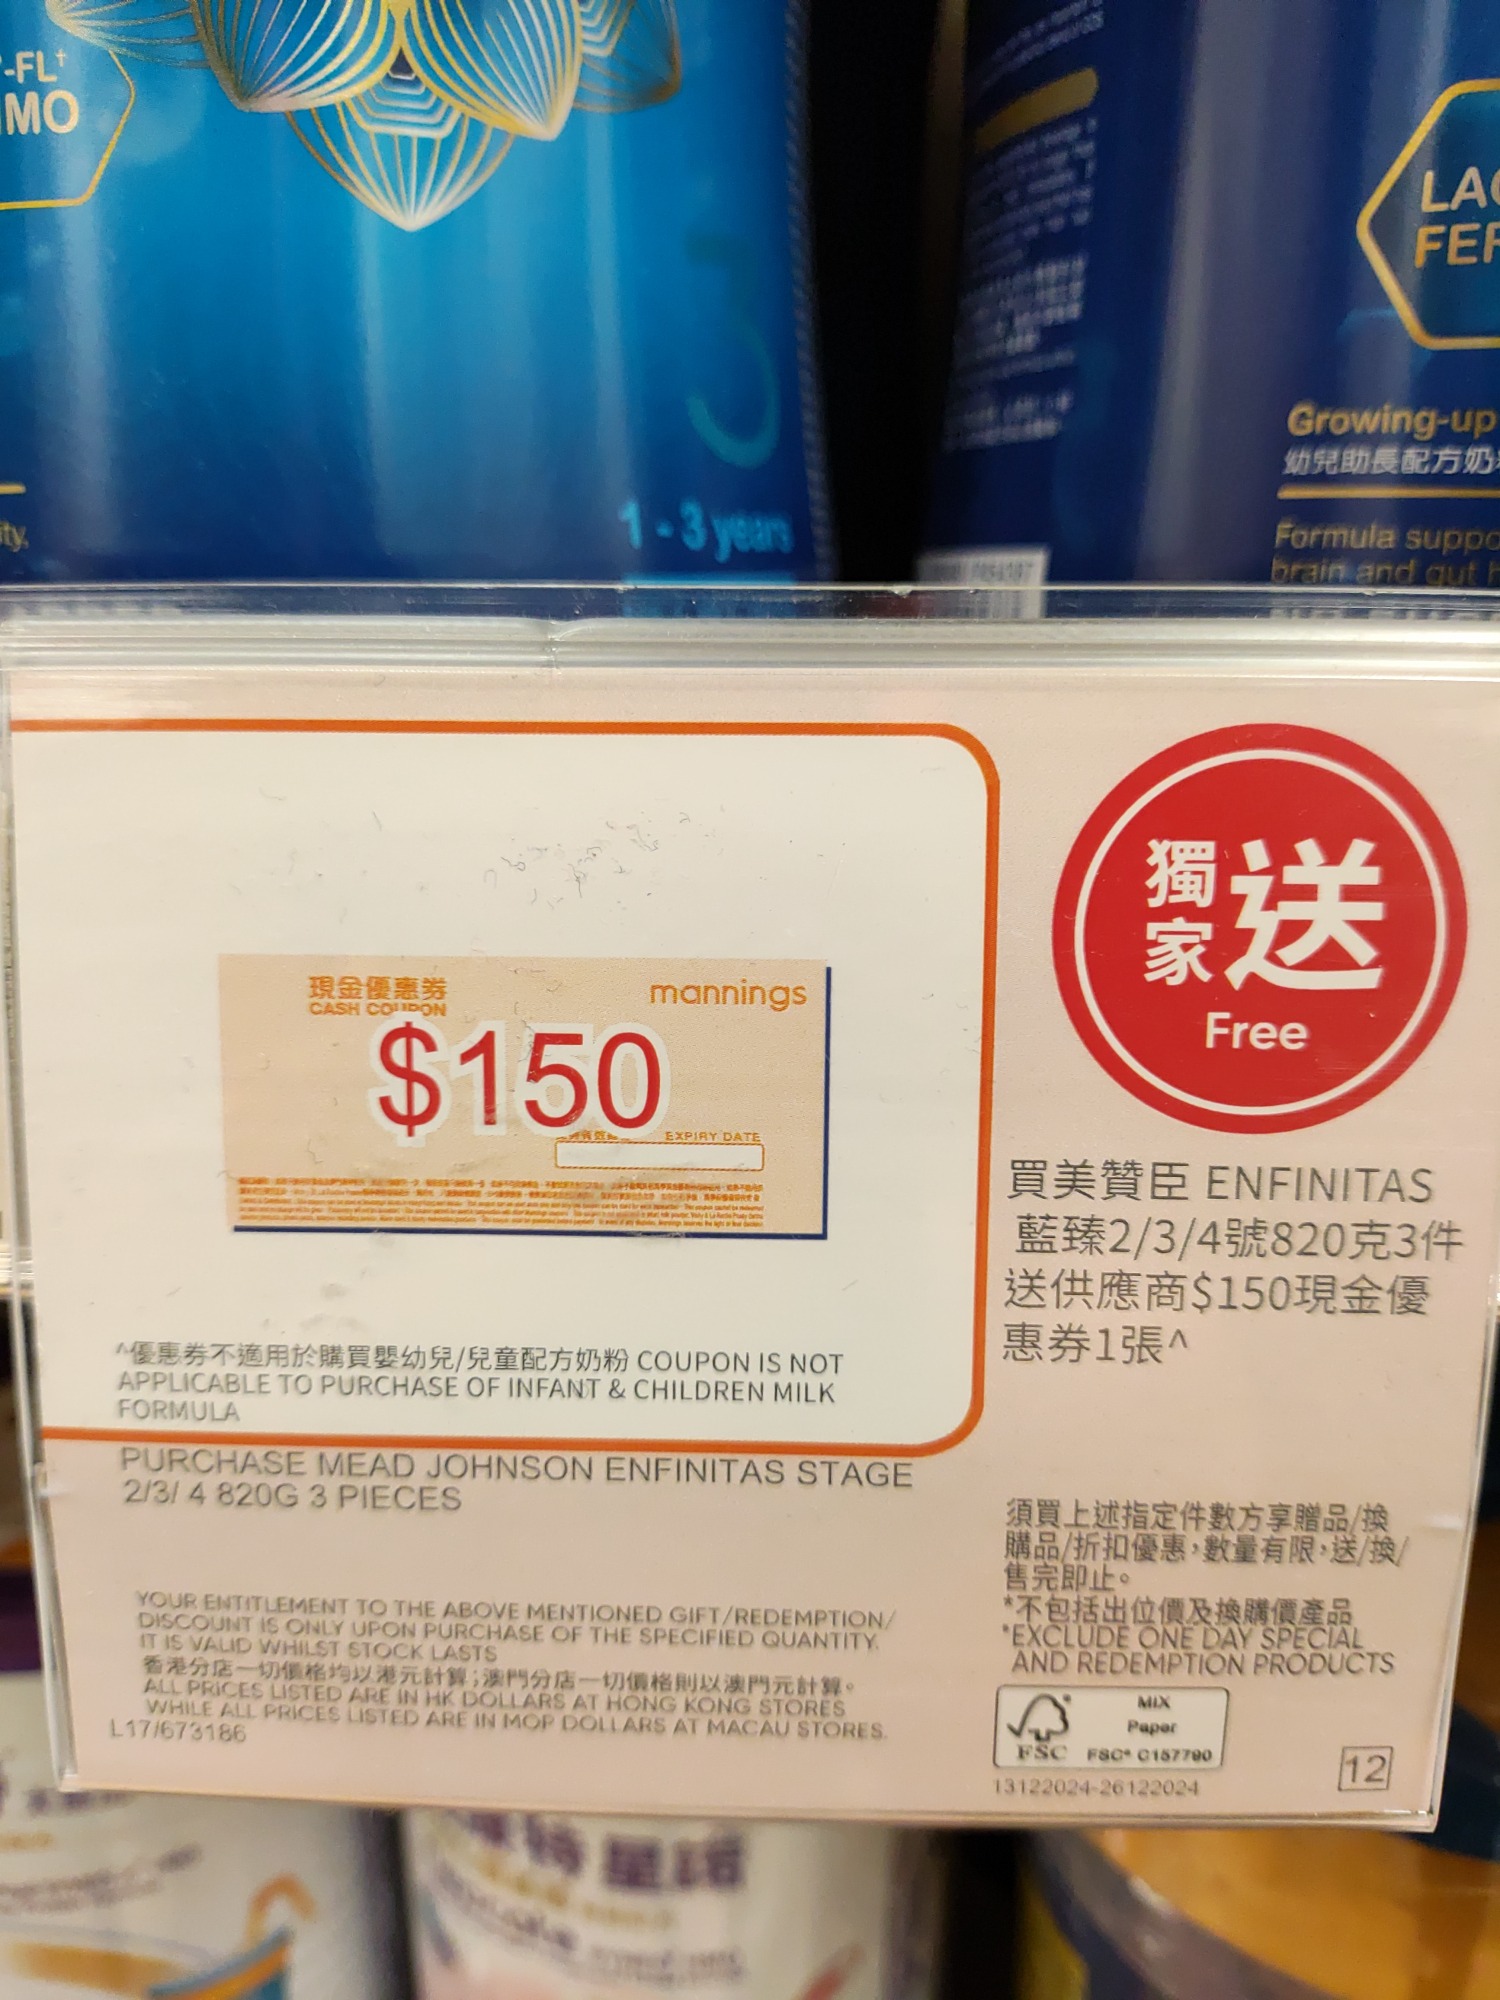 -FL†
MO
1 - 3 years
LAC
FER
Growing-up
幼兒助長配方奶
Formula suppo
brain and gut h
獨家送
Free
現金優惠券
mannings
CASH COUPON
$150
EXPIRY DATE
買美贊臣 ENFINITAS
藍臻2/3/4號820克3件
送供應商$150現金優
惠券1張^
^優惠券不適用於購買嬰幼兒/兒童配方奶粉 COUPON IS NOT
APPLICABLE TO PURCHASE OF INFANT & CHILDREN MILK
FORMULA
PURCHASE MEAD JOHNSON ENFINITAS STAGE
2/3/ 4 820G 3 PIECES
須買上述指定件數方享贈品/換
購品/折扣優惠,數量有限,送/換/
售完即止。
*不包括出位價及換購價產品
*EXCLUDE ONE DAY SPECIAL
AND REDEMPTION PRODUCTS
YOUR ENTITLEMENT TO THE ABOVE MENTIONED GIFT/REDEMPTION/
DISCOUNT IS ONLY UPON PURCHASE OF THE SPECIFIED QUANTITY.
IT IS VALID WHILST STOCK LASTS
香港分店一切價格均以港元計算;澳門分店一切價格則以澳門元計算。
ALL PRICES LISTED ARE IN HK DOLLARS AT HONG KONG STORES
WHILE ALL PRICES LISTED ARE IN MOP DOLLARS AT MACAU STORES.
L17/673186
MIX
Paper
FSC FSC® C157790
13122024-26122024
12